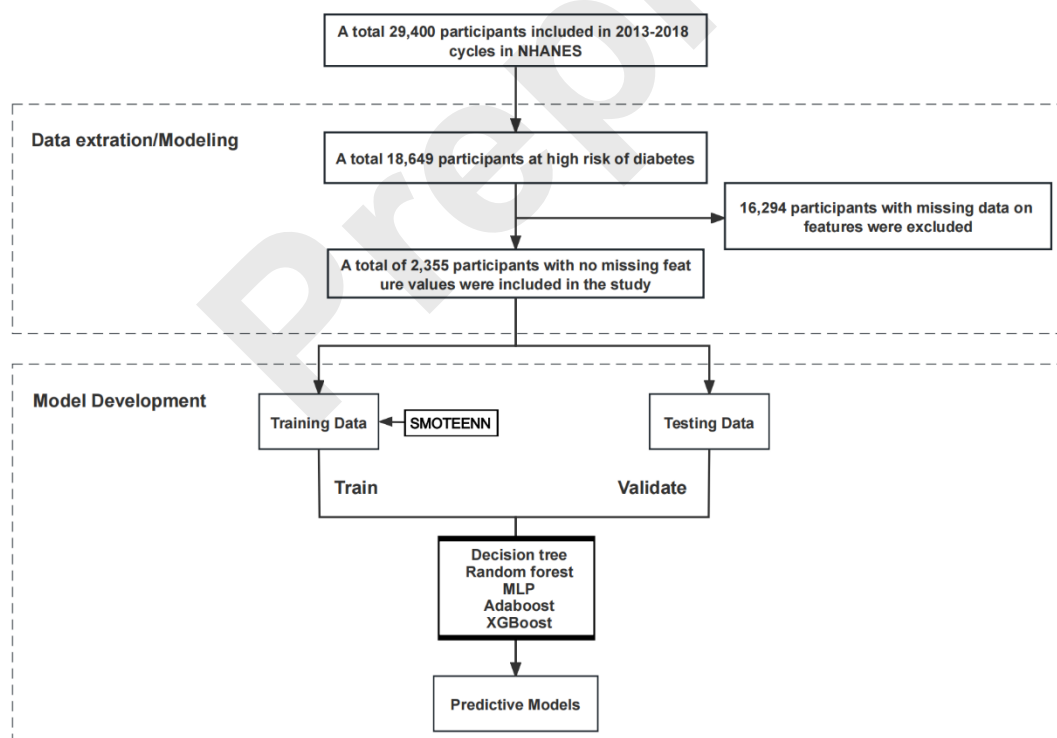 A total 29,400 participants included in 2013-2018
cycles in NHANES
Data extration/Modeling
A total 18,649 participants at high risk of diabetes
16,294 participants with missing data on
features were excluded
A total of 2,355 participants with no missing feat
ure values were included in the study
Model Development
Training Data
SMOTEENN
Testing Data
Train
Validate
Decision tree
Random forest
MLP
Adaboost
XGBoost
Predictive Models
Prepr